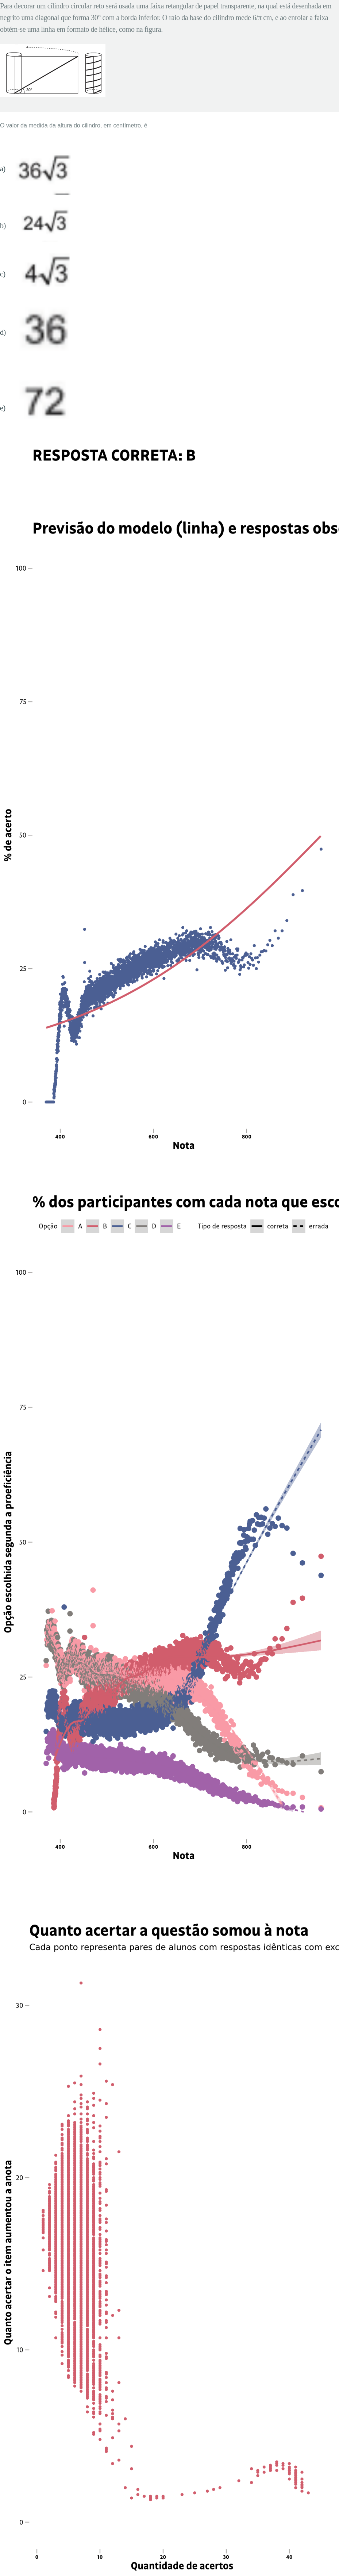 Para decorar um cilindro circular reto será usada uma faixa retangular de papel transparente, na qual está desenhada em
negrito uma diagonal que forma 30° com a borda inferior. O raio da base do cilindro mede 6/π cm, e ao enrolar a faixa
obtém-se uma linha em formato de hélice, como na figura.
30°
O valor da medida da altura do cilindro, em centímetro, é
a) 36√3
b) 24√3
c) 4√3
d) 36
e) 72
RESPOSTA CORRETA: B
Previsão do modelo (linha) e respostas obs
100
75
50
25
0
% de acerto
400 600 800
Nota
% dos participantes com cada nota que esco
Opção A B C D E Tipo de resposta correta errada
100
75
50
25
0
Opção escolhida segunda a proeficiência
400 600 800
Nota
Quanto acertar a questão somou à nota
Cada ponto representa pares de alunos com respostas idênticas com exc
30
20
10
0
Quanto acertar o item aumentou a anota
0 10 20 30 40
Quantidade de acertos